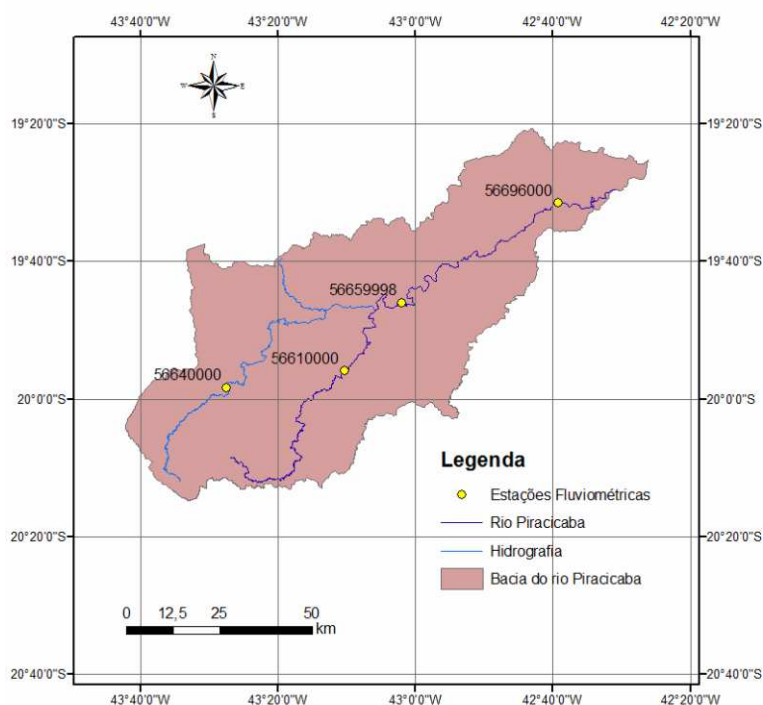 43°40'0"W 43°20'0"W 43°0'0"W 42°40'0"W 42°20'0"W
N
W E
S
19°20'0"S 19°20'0"S
56696000
19°40'0"S 19°40'0"S
56659998
56610000
56640000
20°0'0"S 20°0'0"S
Legenda
Estações Fluviométricas
Rio Piracicaba
Hidrografia
Bacia do rio Piracicaba
20°20'0"S 20°20'0"S
0 12,5 25 50
km
20°40'0"S 20°40'0"S
43°40'0"W 43°20'0"W 43°0'0"W 42°40'0"W 42°20'0"W